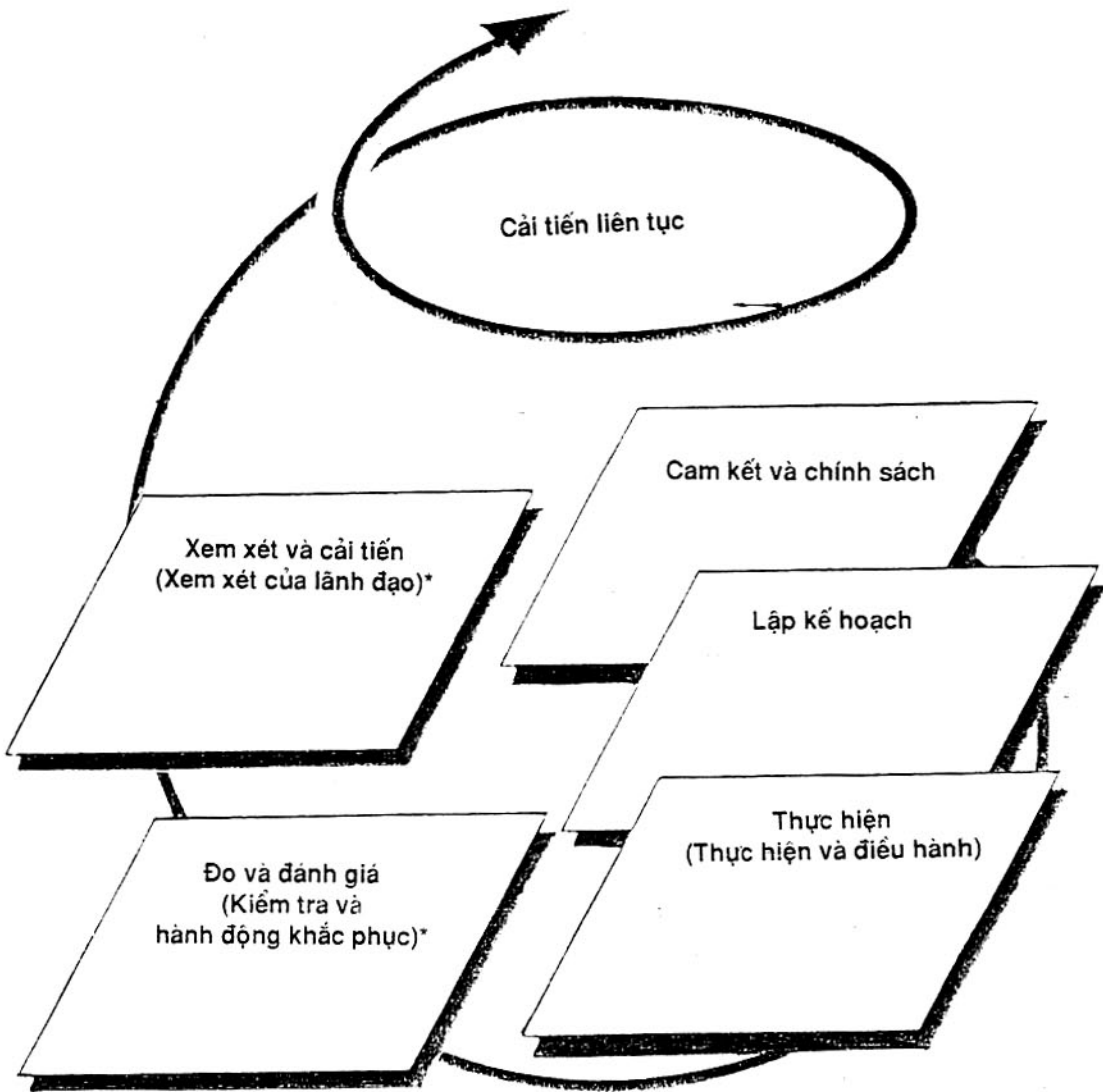 Cải tiến liên tục
Cam kết và chính sách
Xem xét và cải tiến
(Xem xét của lãnh đạo)*
Lập kế hoạch
Thực hiện
(Thực hiện và điều hành)
Đo và đánh giá
(Kiểm tra và
hành động khắc phục)*